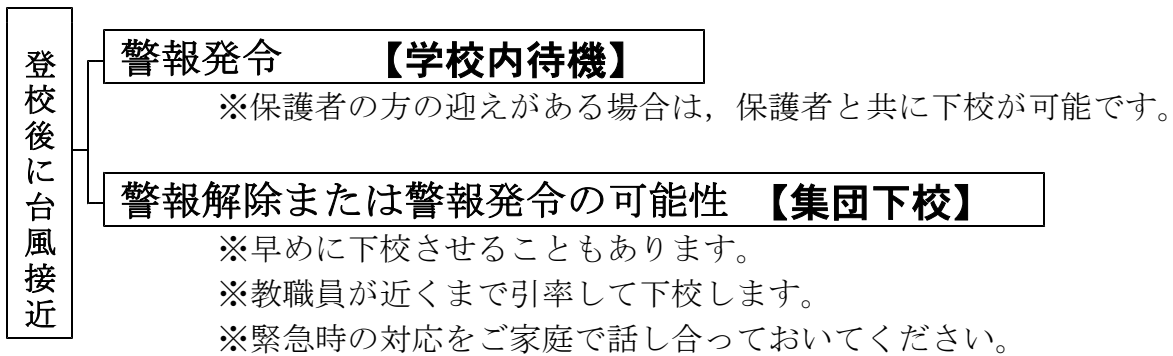 登校後に台風接近
警報発令　【学校内待機】
※保護者の方の迎えがある場合は，保護者と共に下校が可能です。
警報解除または警報発令の可能性　【集団下校】
※早めに下校させることもあります。
※教職員が近くまで引率して下校します。
※緊急時の対応をご家庭で話し合っておいてください。